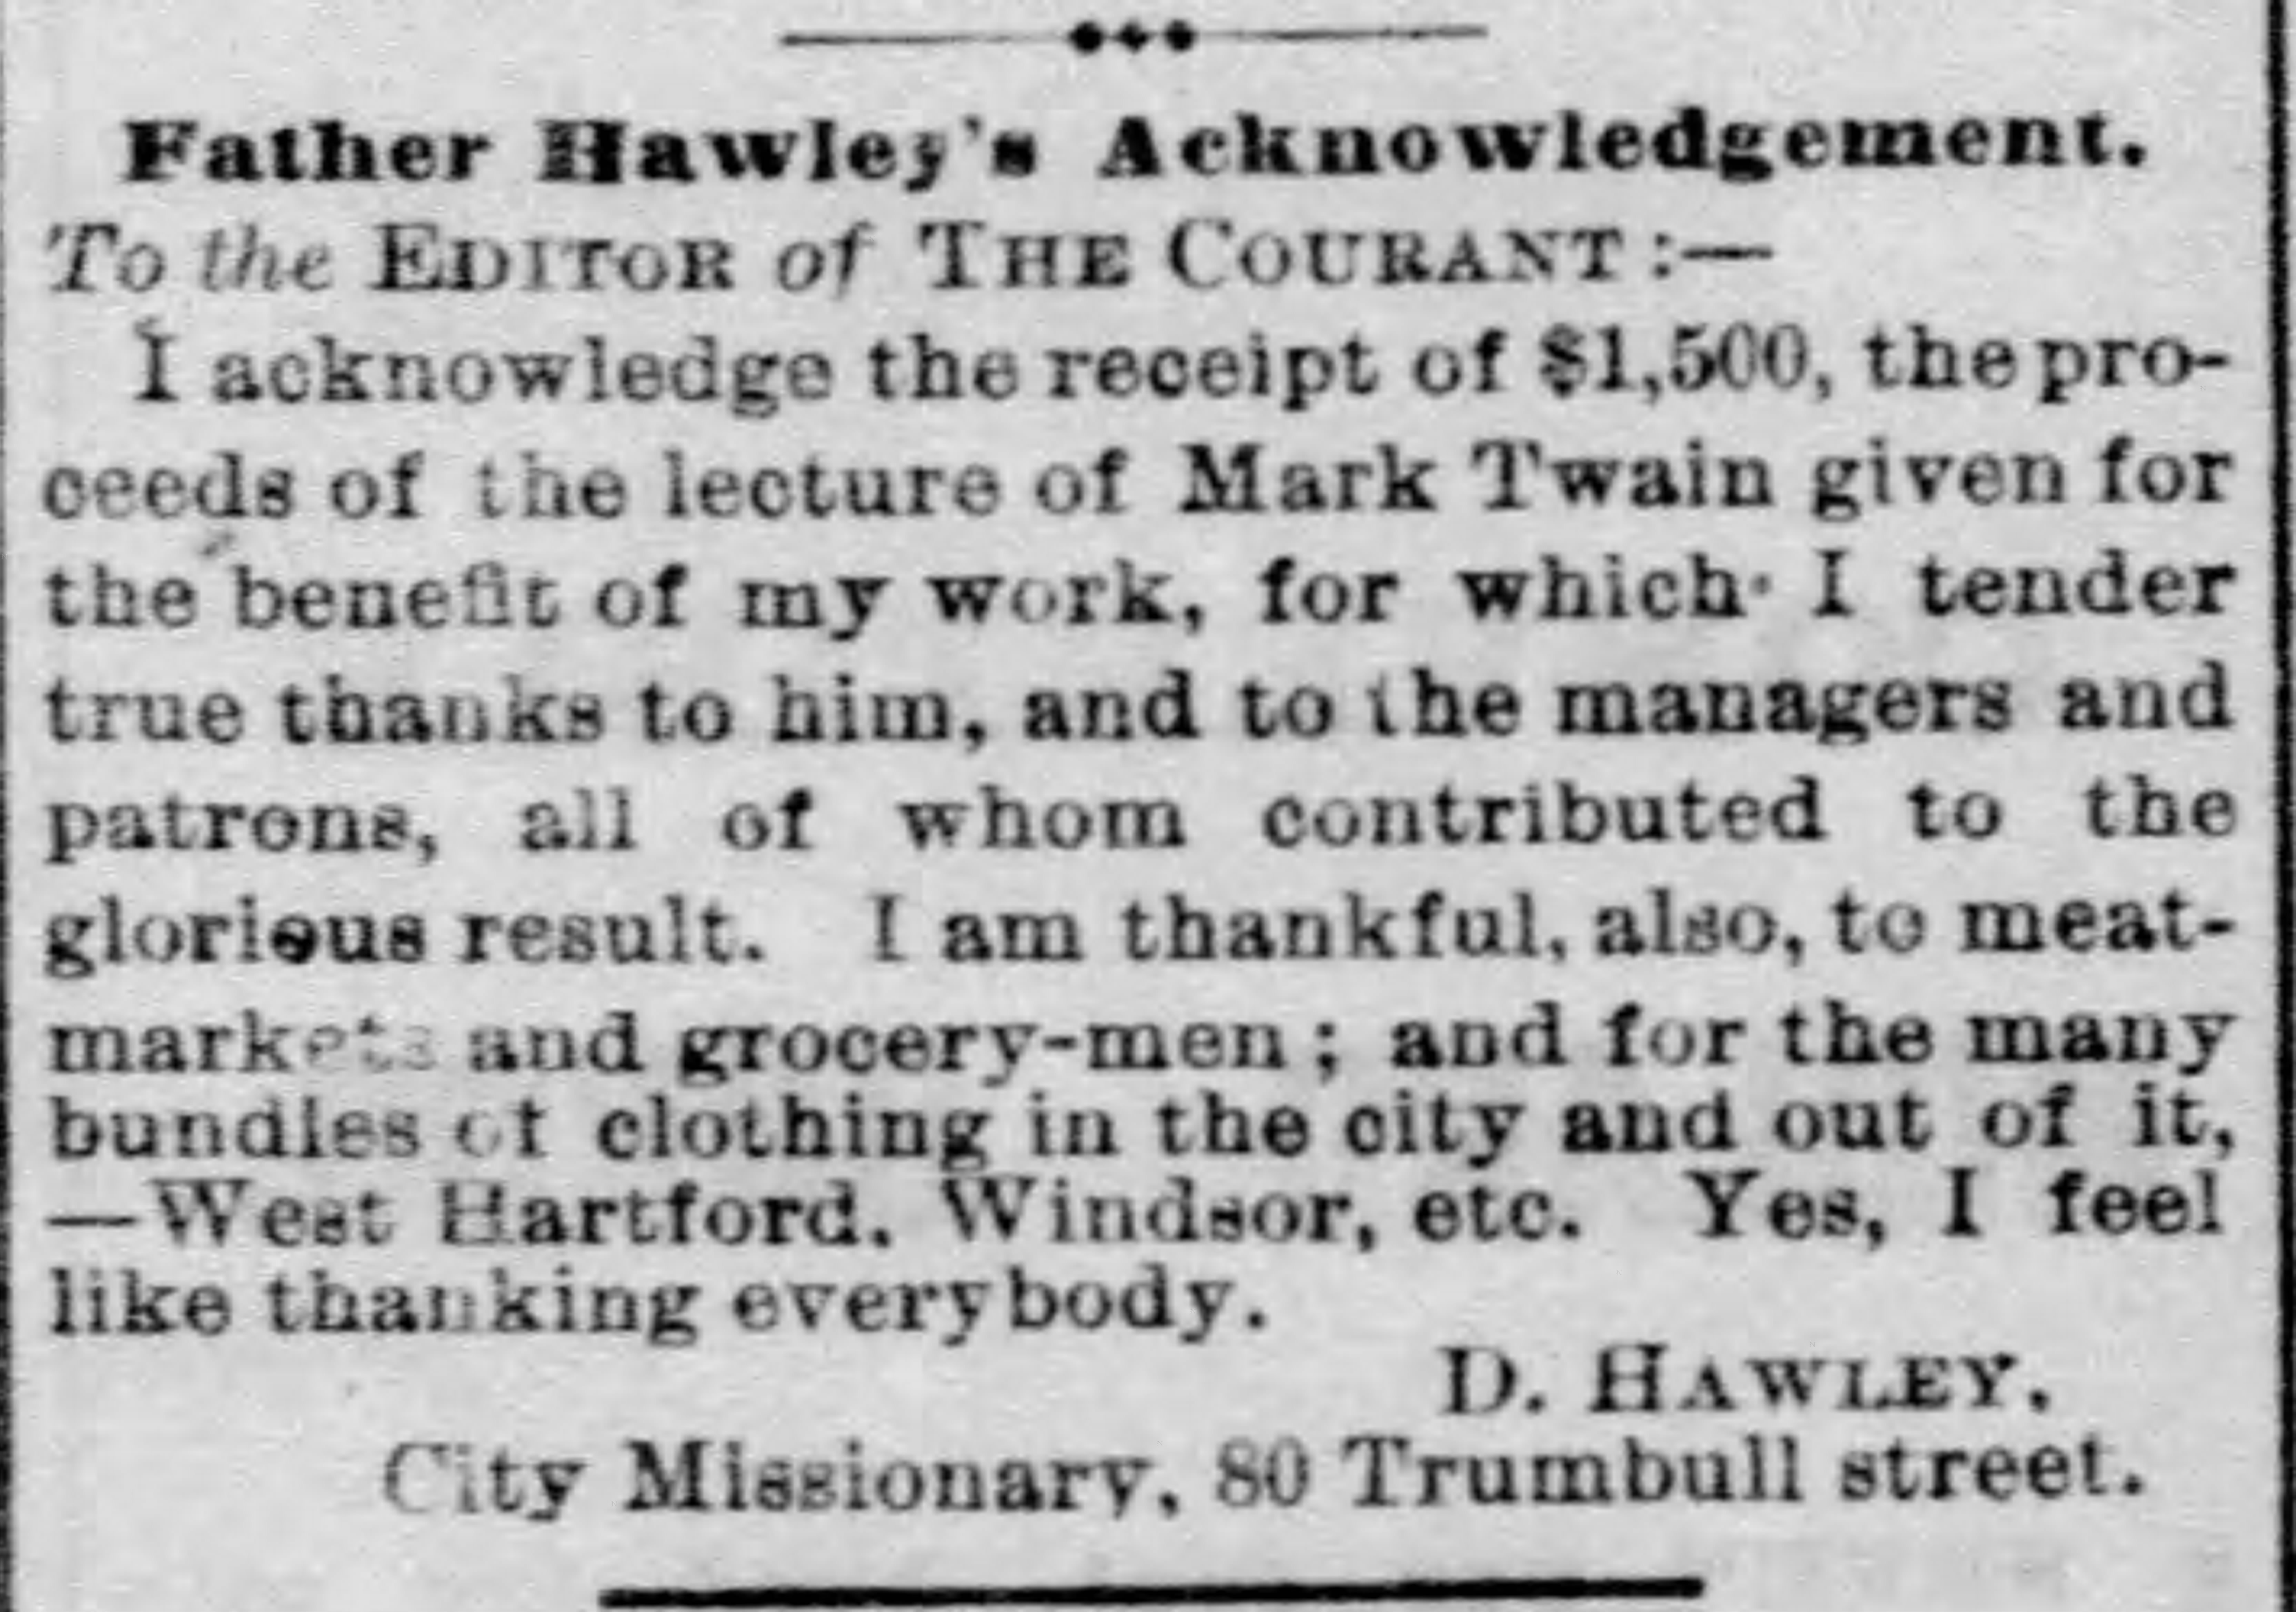 Father Hawley's Acknowledgement.
To the EDITOR of THE COURANT :—
I acknowledge the receipt of $1,500, the pro-
ceeds of the lecture of Mark Twain given for
the benefit of my work, for which I tender
true thanks to him, and to the managers and
patrons, all of whom contributed to the
glorious result. I am thankful, also, to meat-
markets and grocery-men ; and for the many
bundles of clothing in the city and out of it,
—West Hartford, Windsor, etc. Yes, I feel
like thanking everybody.
D. HAWLEY,
City Missionary, 80 Trumbull street.